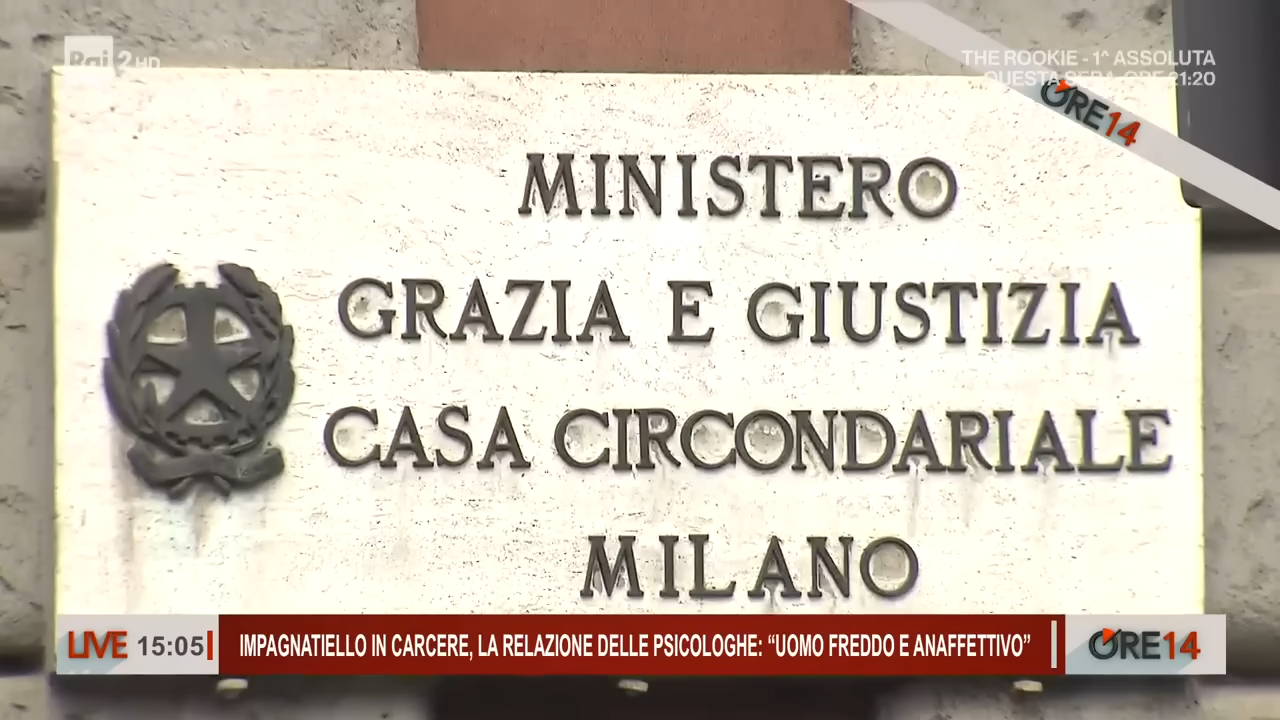 Rai 2 HD
THE ROOKIE - 1^ ASSOLUTA
QUESTA SERA ORE 21:20
ORE14
MINISTERO
GRAZIA E GIUSTIZIA
CASA CIRCONDARIALE
MILANO
LIVE 15:05 IMPAGNATIELLO IN CARCERE, LA RELAZIONE DELLE PSICOLOGHE: “UOMO FREDDO E ANAFFETTIVO” ORE14